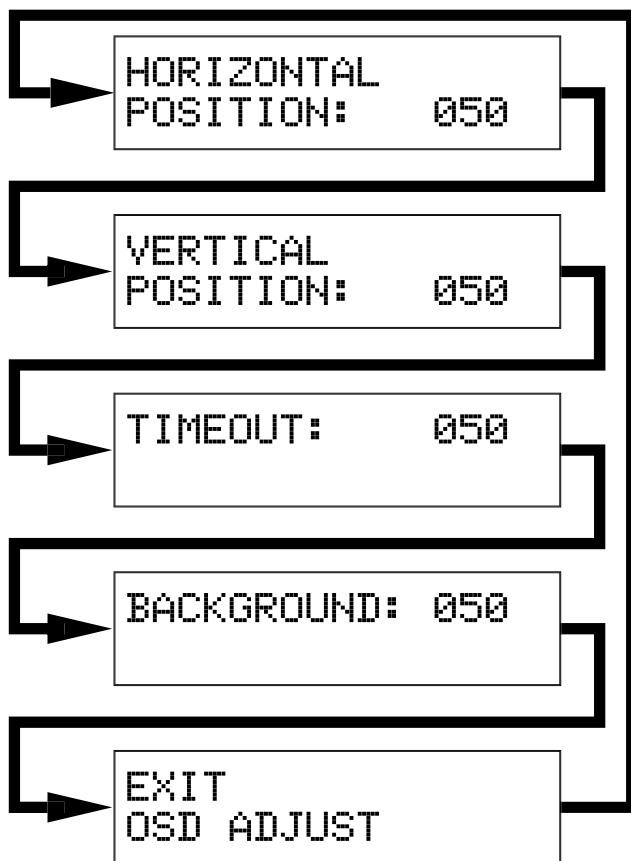 HORIZONTAL
POSITION: 050
VERTICAL
POSITION: 050
TIMEOUT: 050
BACKGROUND: 050
EXIT
OSD ADJUST